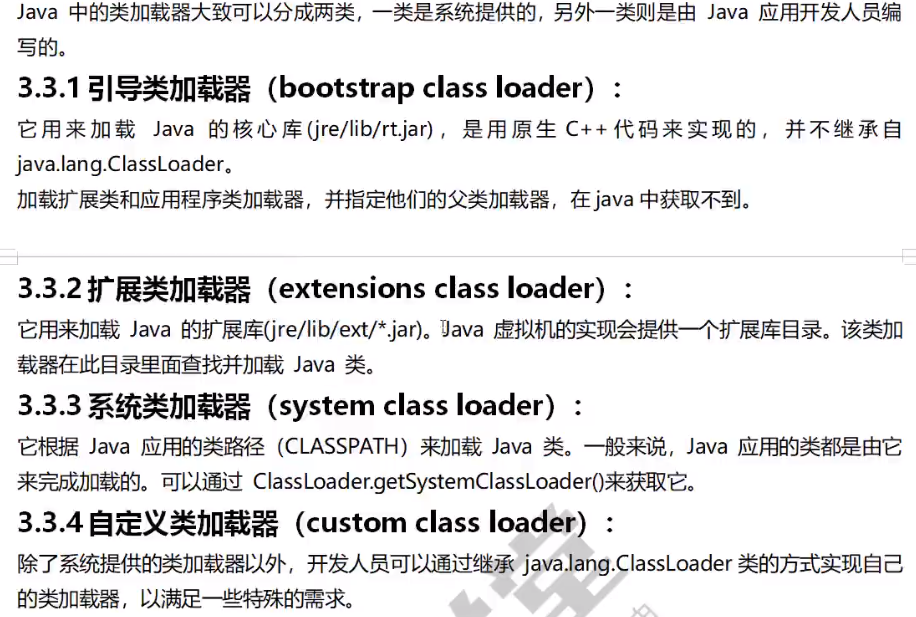 Java 中的类加载器大致可以分成两类，一类是系统提供的，另外一类则是由 Java 应用开发人员编
写的。
3.3.1 引导类加载器（bootstrap class loader）：
它用来加载 Java 的核心库(jre/lib/rt.jar)，是用原生 C++代码来实现的，并不继承自
java.lang.ClassLoader。
加载扩展类和应用程序类加载器，并指定他们的父类加载器，在 java 中获取不到。
3.3.2 扩展类加载器（extensions class loader）：
它用来加载 Java 的扩展库(jre/lib/ext/*.jar)。Java 虚拟机的实现会提供一个扩展库目录。该类加
载器在此目录里面查找并加载 Java 类。
3.3.3 系统类加载器（system class loader）：
它根据 Java 应用的类路径（CLASSPATH）来加载 Java 类。一般来说，Java 应用的类都是由它
来完成加载的。可以通过 ClassLoader.getSystemClassLoader()来获取它。
3.3.4 自定义类加载器（custom class loader）：
除了系统提供的类加载器以外，开发人员可以通过继承 java.lang.ClassLoader 类的方式实现自己
的类加载器，以满足一些特殊的需求。
堂